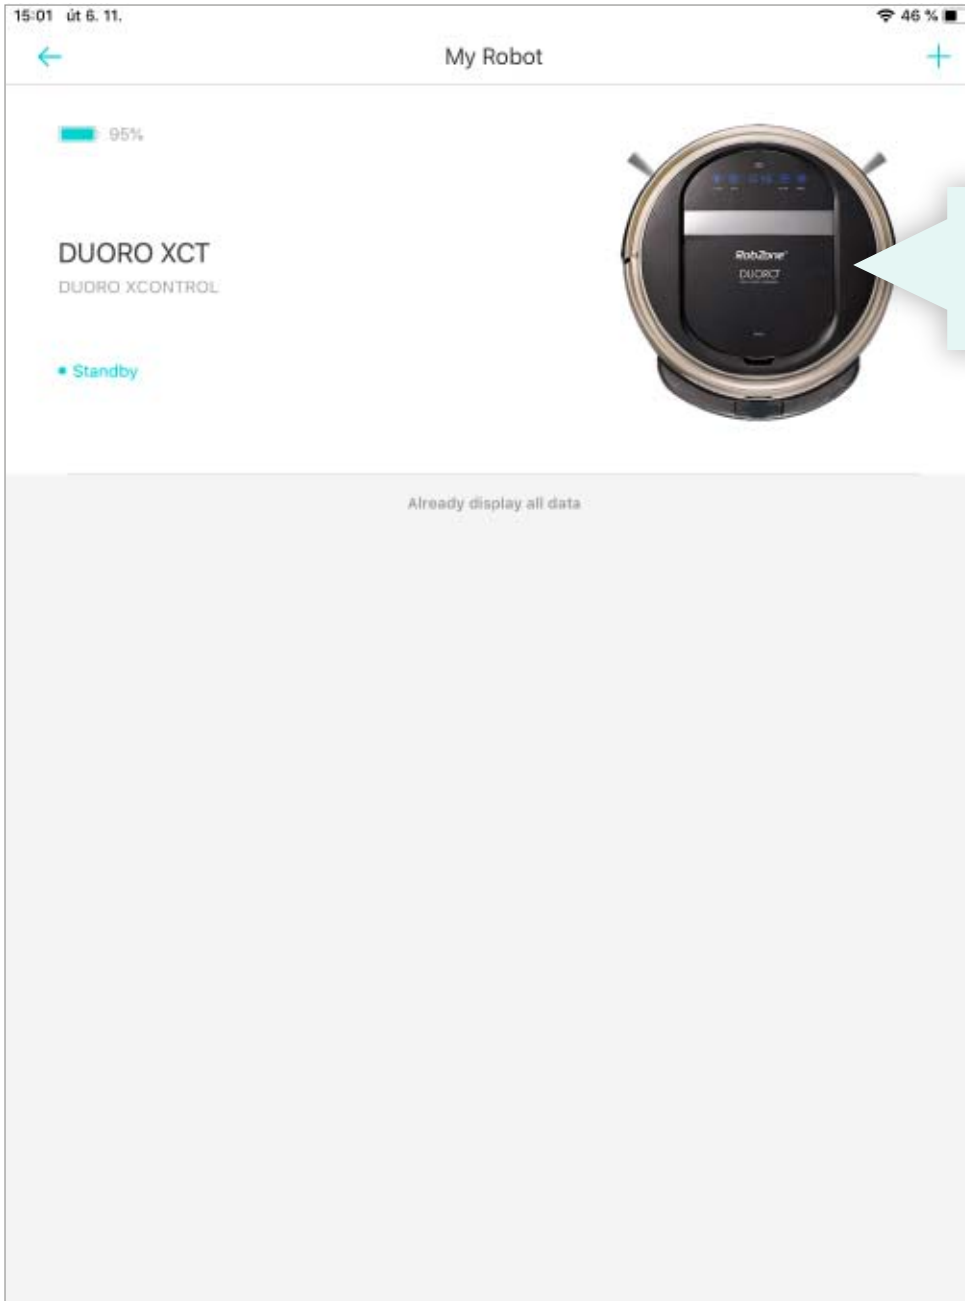 15:01 út 6. 11.
46 %
My Robot
95%
DUORO XCT
DUORO XCONTROL
Standby
RobZone
DUORO
Already display all data